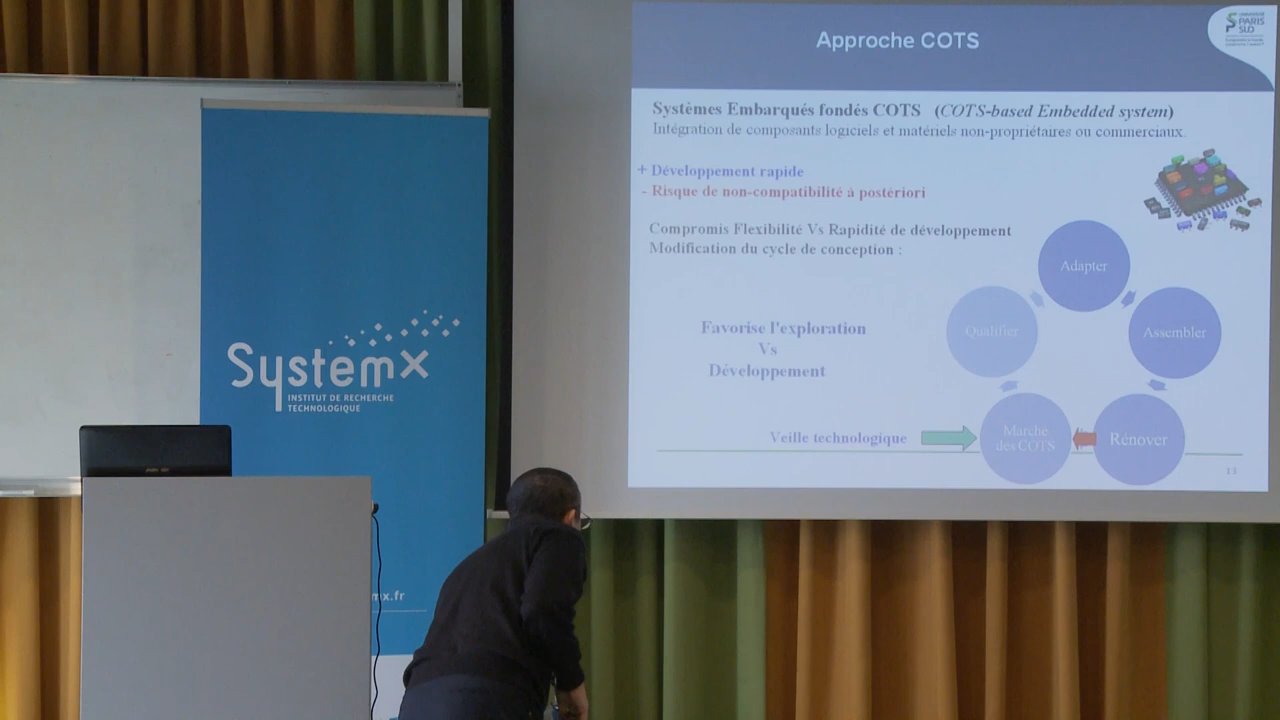 Approche COTS
UNIVERSITÉ
PARIS
SUD
Systèmes Embarqués fondés COTS (COTS-based Embedded system)
Intégration de composants logiciels et matériels non-propriétaires ou commerciaux.
+ Développement rapide
- Risque de non-compatibilité à postériori
Compromis Flexibilité Vs Rapidité de développement
Modification du cycle de conception :
Adapter
Qualifier
Assembler
Favorise l'exploration
Vs
Développement
Veille technologique
Marché
des COTS
Rénover
13
Systemx
INSTITUT DE RECHERCHE
TECHNOLOGIQUE
mx.fr